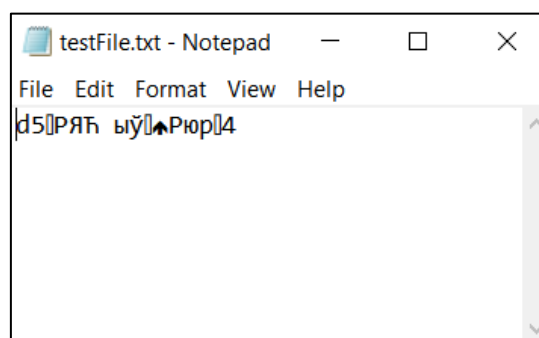 testFile.txt - Notepad
File Edit Format View Help
d5▯РЯЋ ыў▯♠Рюр▯4